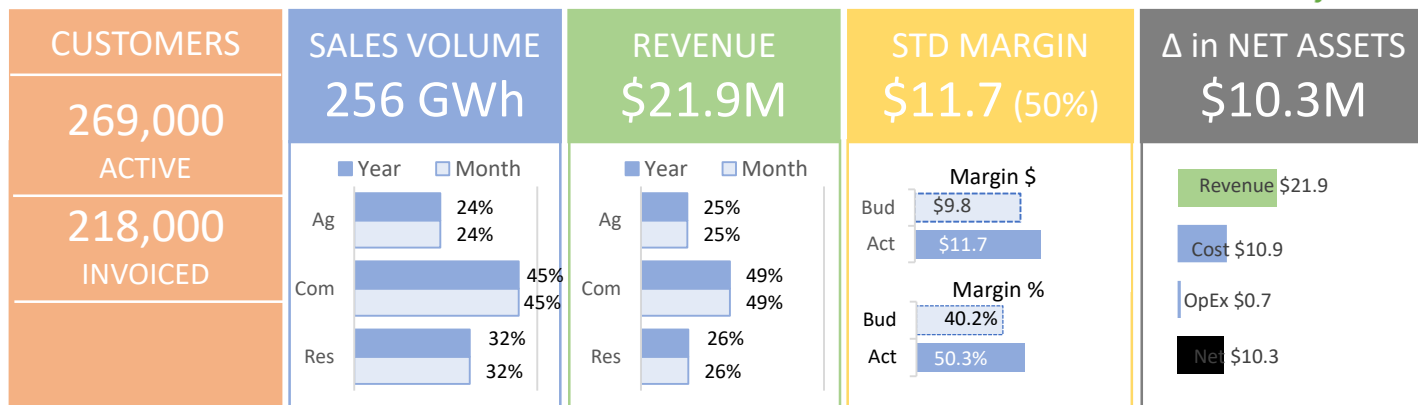 CUSTOMERS
269,000
ACTIVE
218,000
INVOICED
SALES VOLUME
256 GWh
Year Month
Ag 24%
24%
Com 45%
45%
Res 32%
32%
REVENUE
$21.9M
Year Month
Ag 25%
25%
Com 49%
49%
Res 26%
26%
STD MARGIN
$11.7 (50%)
Margin $
Bud $9.8
Act $11.7
Margin %
Bud 40.2%
Act 50.3%
Δ in NET ASSETS
$10.3M
Revenue $21.9
Cost $10.9
OpEx $0.7
Net $10.3